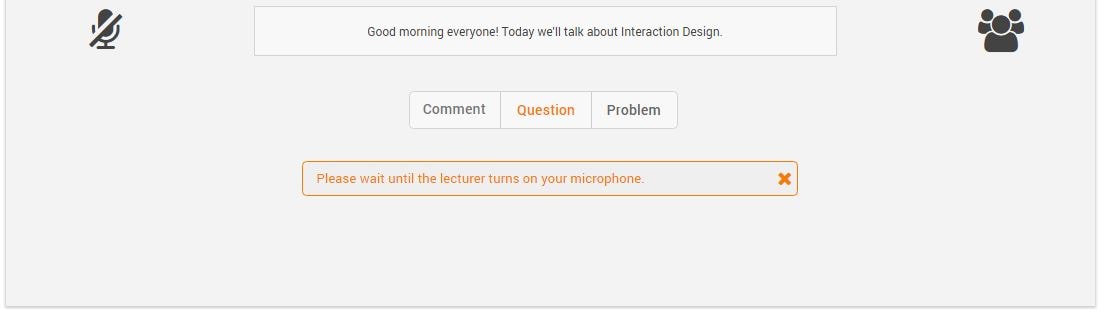 Good morning everyone! Today we'll talk about Interaction Design.
Comment Question Problem
Please wait until the lecturer turns on your microphone.